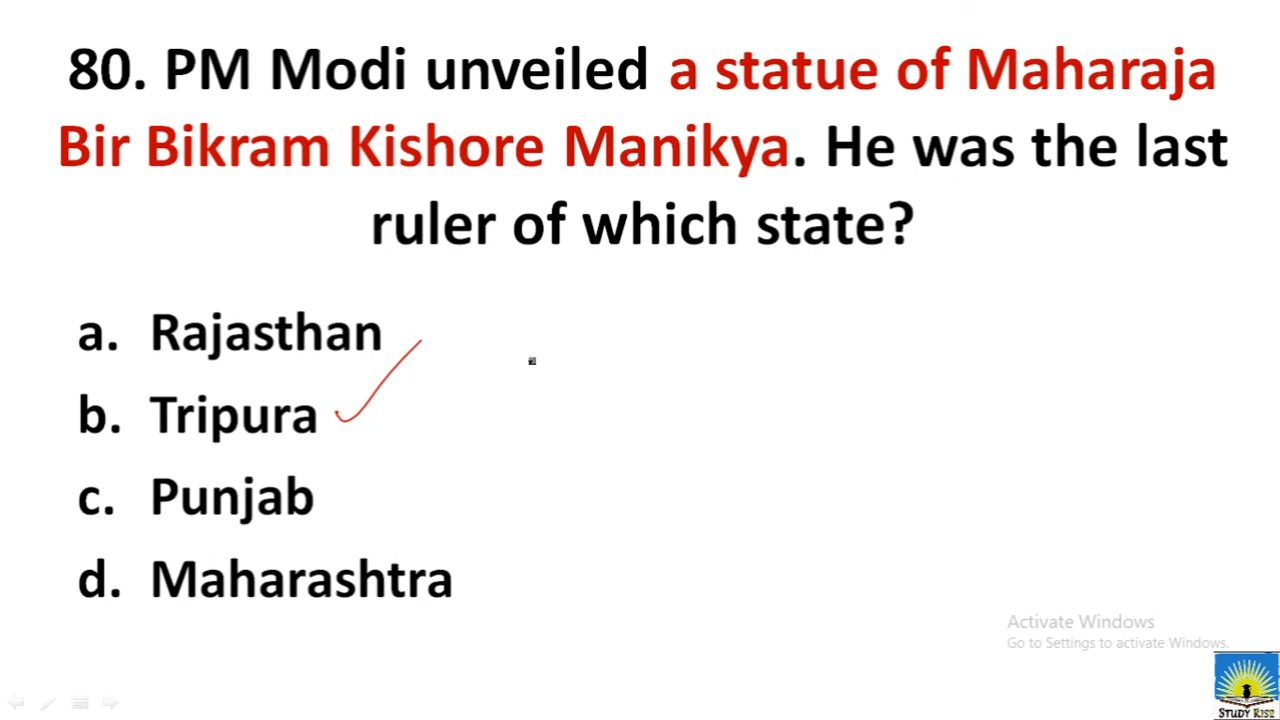 80. PM Modi unveiled a statue of Maharaja
Bir Bikram Kishore Manikya. He was the last
ruler of which state?
a. Rajasthan
b. Tripura
c. Punjab
d. Maharashtra
Activate Windows
Go to Settings to activate Windows.
STUDY RISE